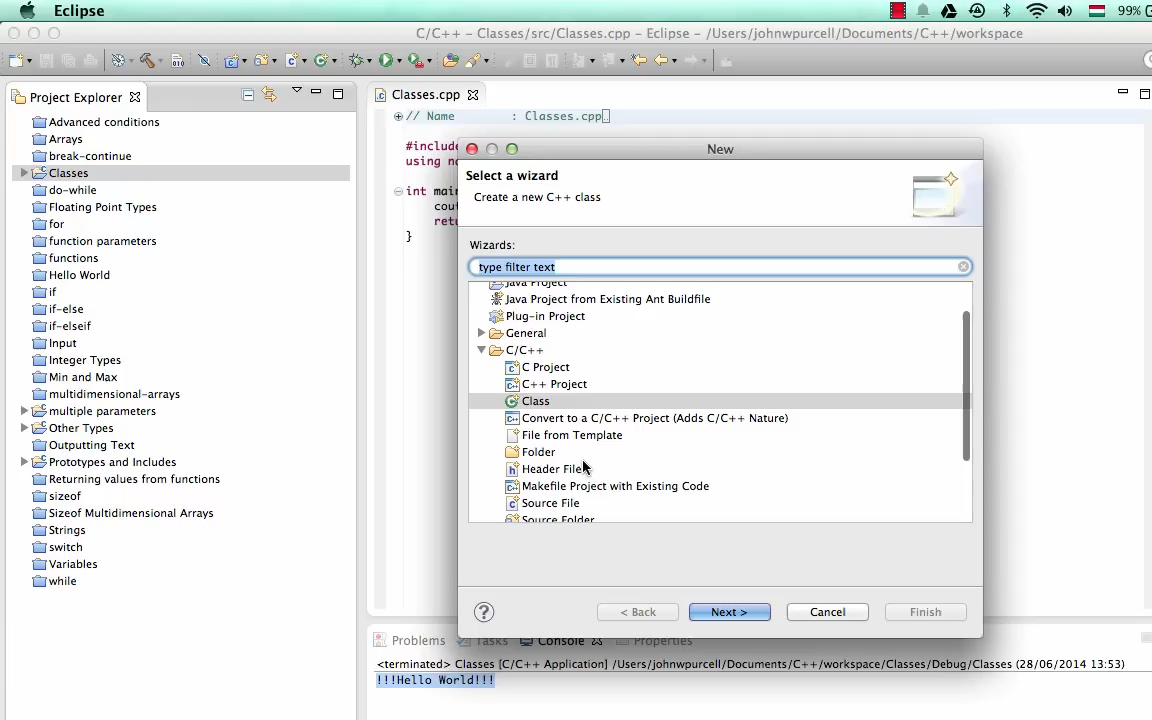 Eclipse
99%
C/C++ - Classes/src/Classes.cpp - Eclipse - /Users/johnwpurcell/Documents/C++/workspace
Project Explorer
Advanced conditions
Arrays
break-continue
Classes
do-while
Floating Point Types
for
function parameters
functions
Hello World
if
if-else
if-elseif
Input
Integer Types
Min and Max
multidimensional-arrays
multiple parameters
Other Types
Outputting Text
Prototypes and Includes
Returning values from functions
sizeof
Sizeof Multidimensional Arrays
Strings
switch
Variables
while
Classes.cpp
// Name : Classes.cpp
#include
using
int main
}
New
Select a wizard
Create a new C++ class
Wizards:
type filter text
Java Project
Java Project from Existing Ant Buildfile
Plug-in Project
General
C/C++
C Project
C++ Project
Class
Convert to a C/C++ Project (Adds C/C++ Nature)
File from Template
Folder
Header File
Makefile Project with Existing Code
Source File
Source Folder
< Back
Next >
Cancel
Finish
Problems
Tasks
Console
Properties
<terminated> Classes [C/C++ Application] /Users/johnwpurcell/Documents/C++/workspace/Classes/Debug/Classes (28/06/2014 13:53)
!!!Hello World!!!